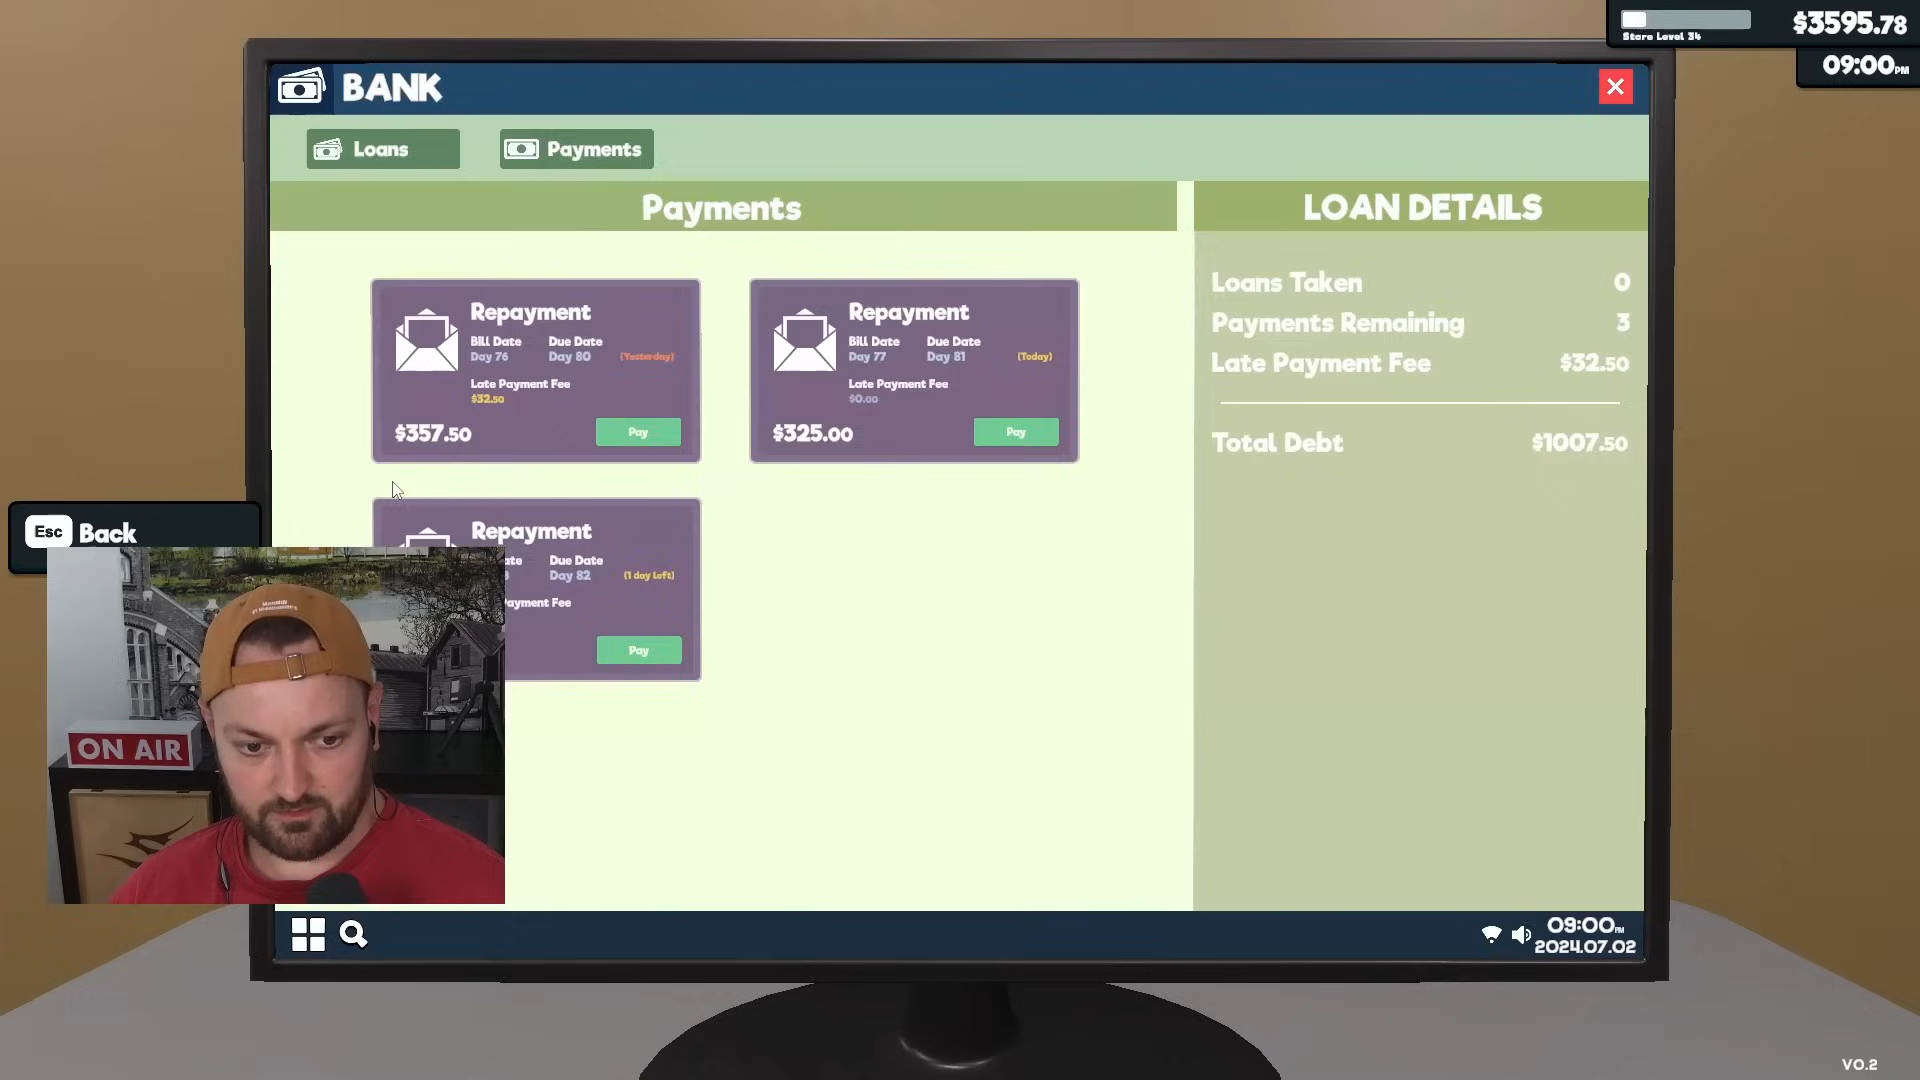 $3595.78
Store Level 34
09:00PM
BANK
Loans
Payments
Payments
LOAN DETAILS
Repayment
Bill Date
Due Date
Day 76
Day 80
(Yesterday)
Late Payment Fee
$32.50
$357.50
Pay
Repayment
Bill Date
Due Date
Day 77
Day 81
(Today)
Late Payment Fee
$0.00
$325.00
Pay
Loans Taken
0
Payments Remaining
3
Late Payment Fee
$32.50
Total Debt
$1007.50
Esc Back
Repayment
Due Date
Day 82
(1 day left)
Payment Fee
Pay
ON AIR
09:00PM
2024.07.02
V0.2